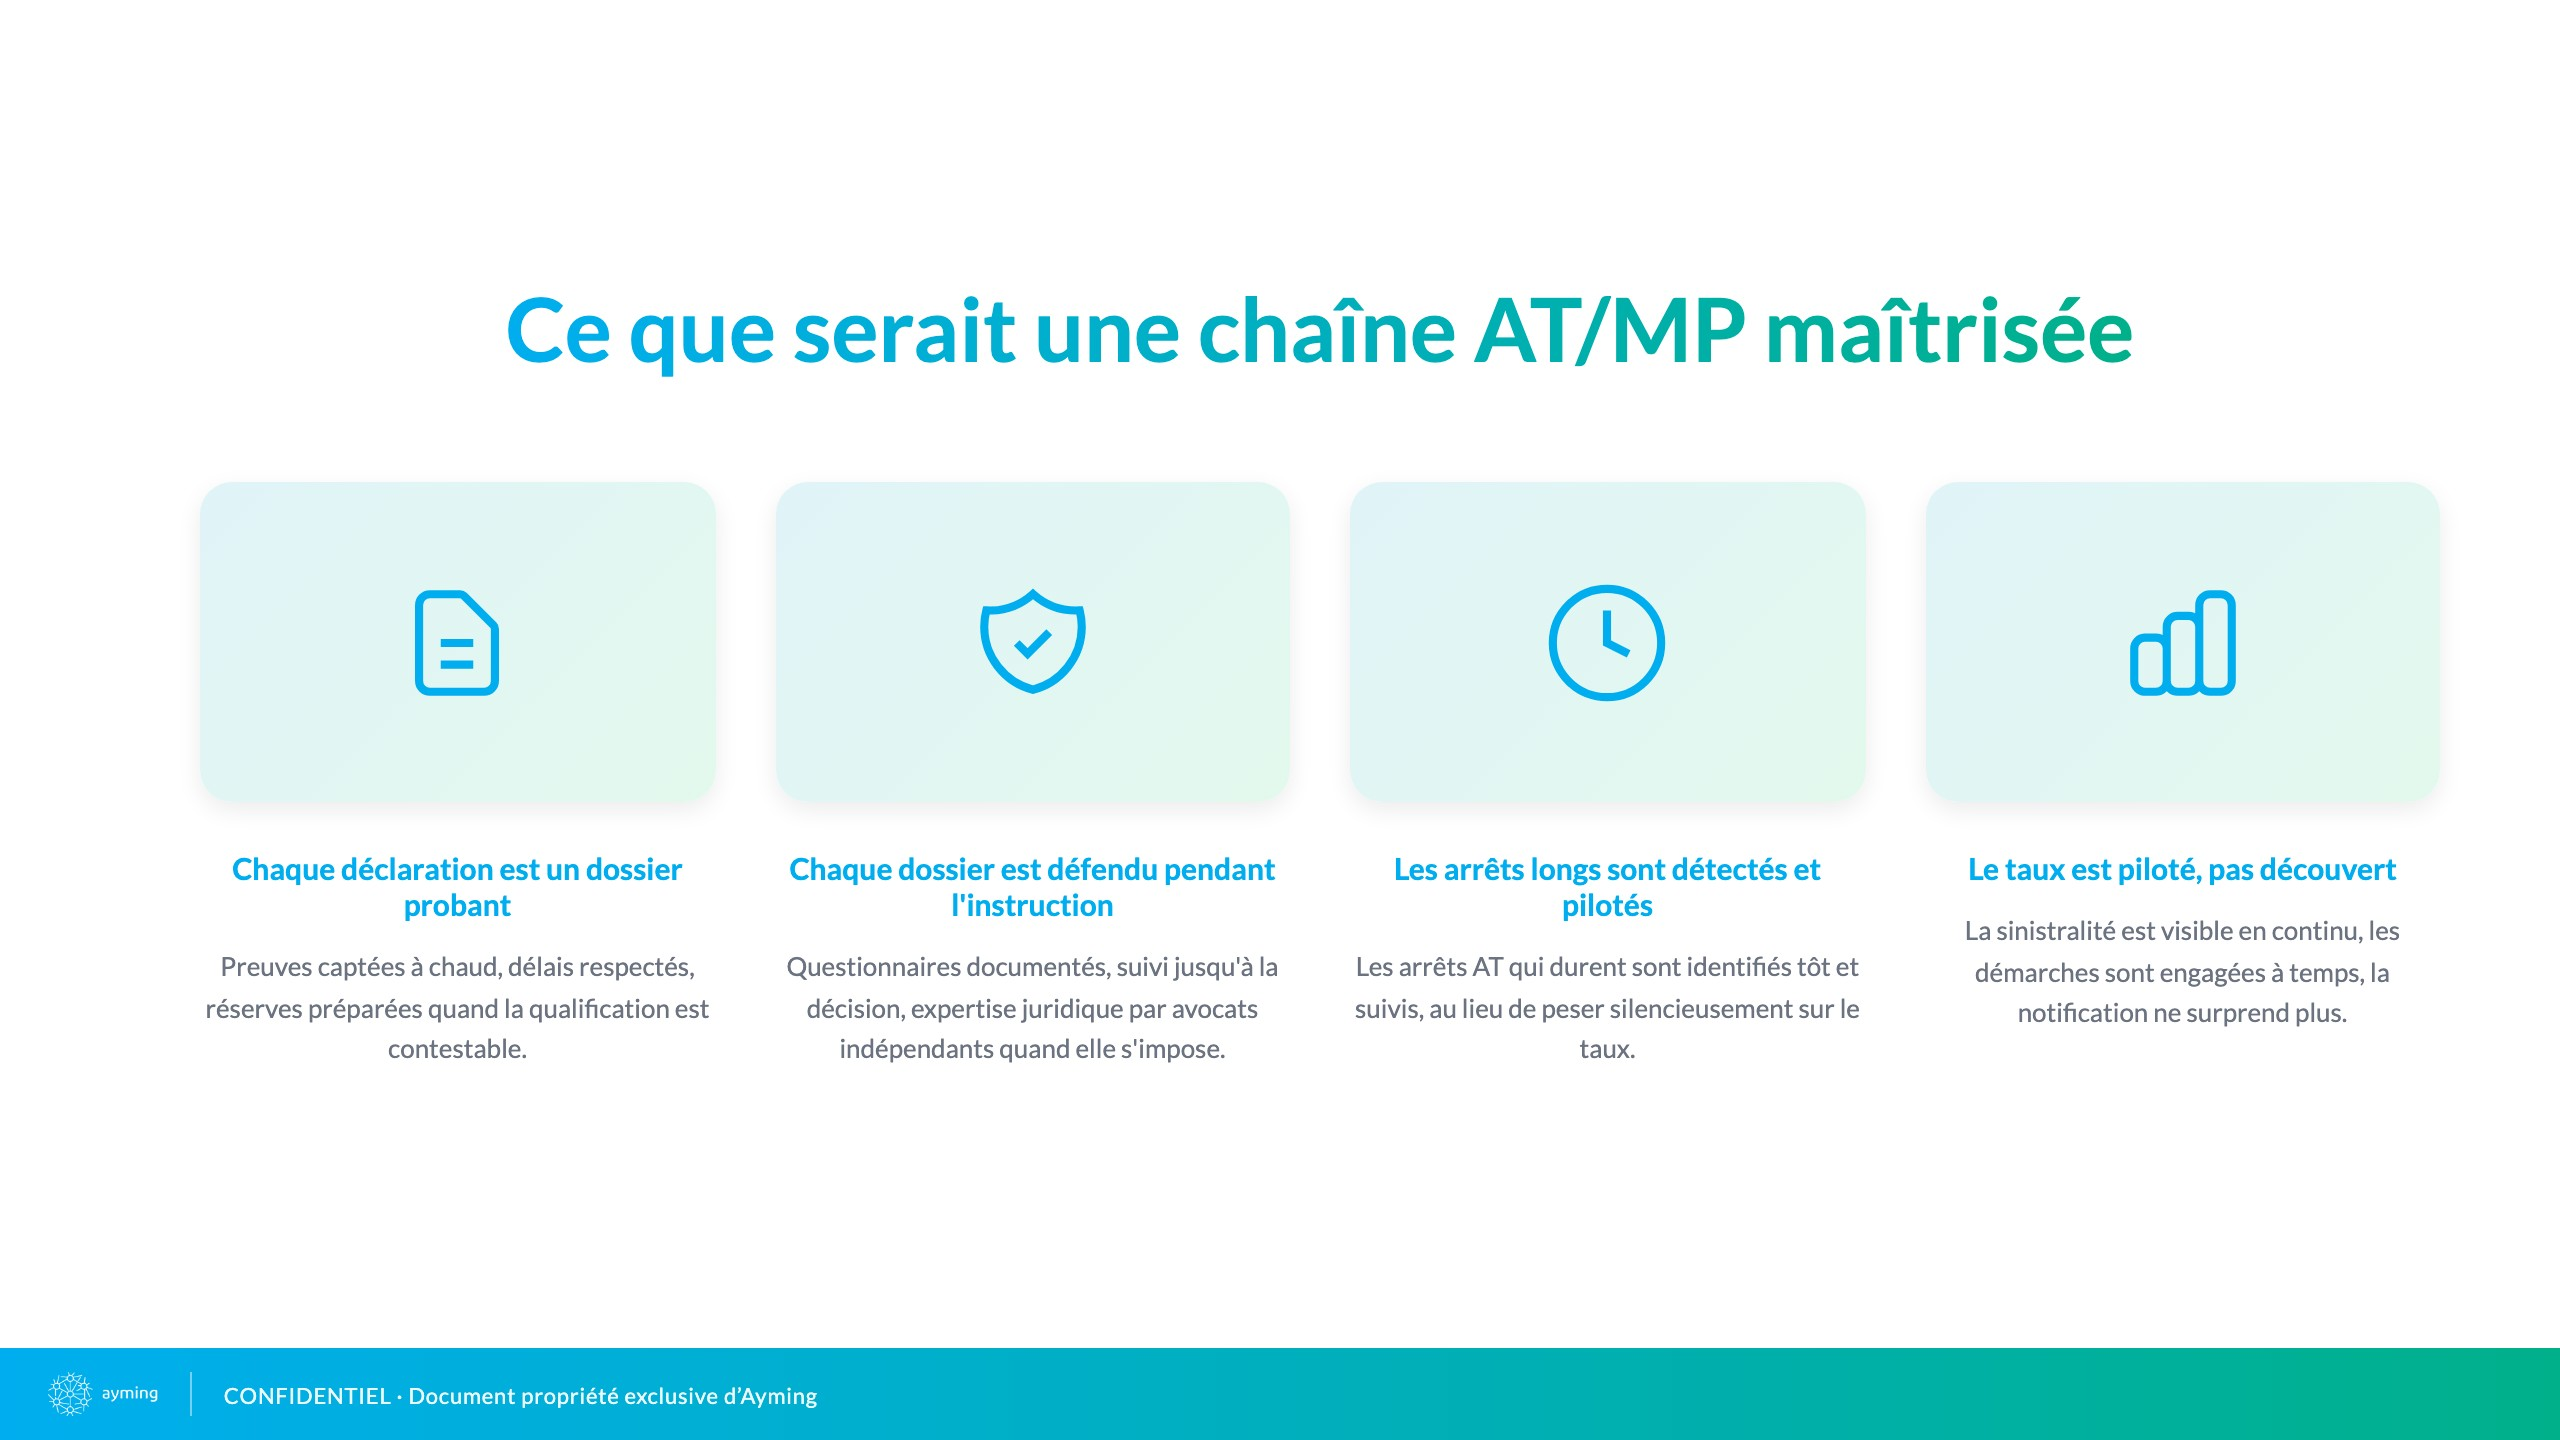 Ce que serait une chaîne AT/MP maîtrisée
Chaque déclaration est un dossier
probant
Preuves captées à chaud, délais respectés,
réserves préparées quand la qualification est
contestable.
Chaque dossier est défendu pendant
l'instruction
Questionnaires documentés, suivi jusqu'à la
décision, expertise juridique par avocats
indépendants quand elle s'impose.
Les arrêts longs sont détectés et
pilotés
Les arrêts AT qui durent sont identifiés tôt et
suivis, au lieu de peser silencieusement sur le
taux.
Le taux est piloté, pas découvert
La sinistralité est visible en continu, les
démarches sont engagées à temps, la
notification ne surprend plus.
ayming
CONFIDENTIEL · Document propriété exclusive d’Ayming